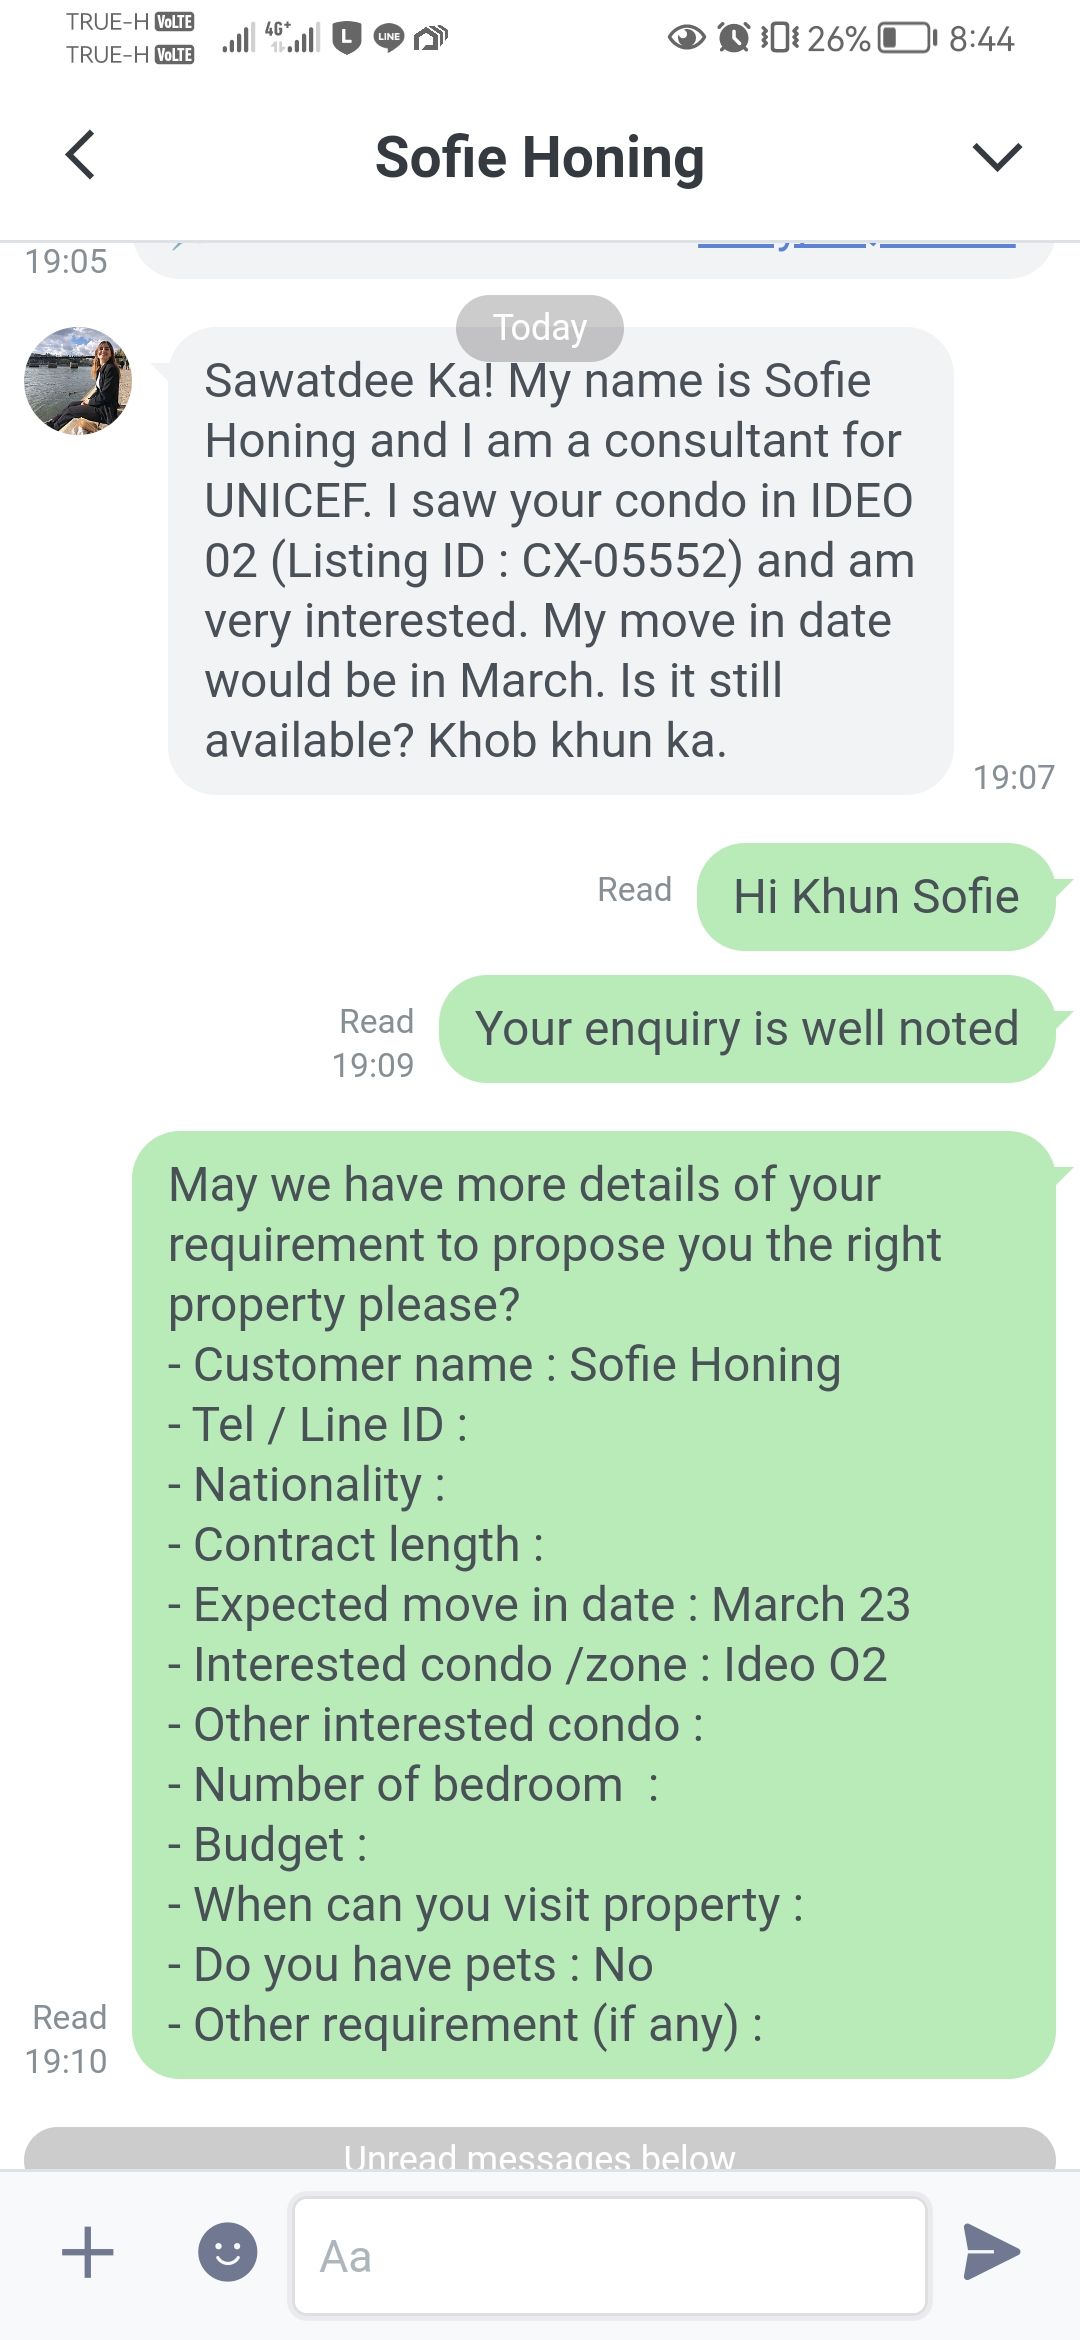 TRUE-H VoLTE
TRUE-H VoLTE
4G+
L
LINE
26%
8:44
Sofie Honing
19:05
Today
Sawatdee Ka! My name is Sofie
Honing and I am a consultant for
UNICEF. I saw your condo in IDEO
02 (Listing ID : CX-05552) and am
very interested. My move in date
would be in March. Is it still
available? Khob khun ka.
19:07
Read
Hi Khun Sofie
Read
19:09
Your enquiry is well noted
May we have more details of your
requirement to propose you the right
property please?
- Customer name : Sofie Honing
- Tel / Line ID :
- Nationality :
- Contract length :
- Expected move in date : March 23
- Interested condo /zone : Ideo O2
- Other interested condo :
- Number of bedroom  :
- Budget :
- When can you visit property :
- Do you have pets : No
- Other requirement (if any) :
Read
19:10
Unread messages below
Aa